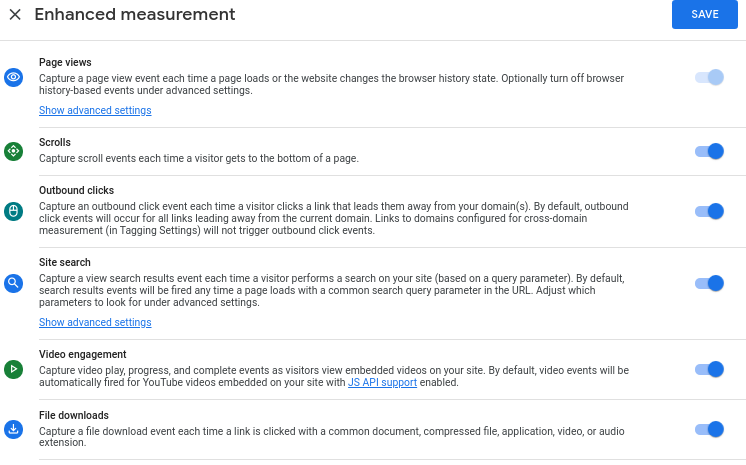 Enhanced measurement
SAVE
Page views
Capture a page view event each time a page loads or the website changes the browser history state. Optionally turn off browser
history-based events under advanced settings.
Show advanced settings
Scrolls
Capture scroll events each time a visitor gets to the bottom of a page.
Outbound clicks
Capture an outbound click event each time a visitor clicks a link that leads them away from your domain(s). By default, outbound
click events will occur for all links leading away from the current domain. Links to domains configured for cross-domain
measurement (in Tagging Settings) will not trigger outbound click events.
Site search
Capture a view search results event each time a visitor performs a search on your site (based on a query parameter). By default,
search results events will be fired any time a page loads with a common search query parameter in the URL. Adjust which
parameters to look for under advanced settings.
Show advanced settings
Video engagement
Capture video play, progress, and complete events as visitors view embedded videos on your site. By default, video events will be
automatically fired for YouTube videos embedded on your site with JS API support enabled.
File downloads
Capture a file download event each time a link is clicked with a common document, compressed file, application, video, or audio
extension.